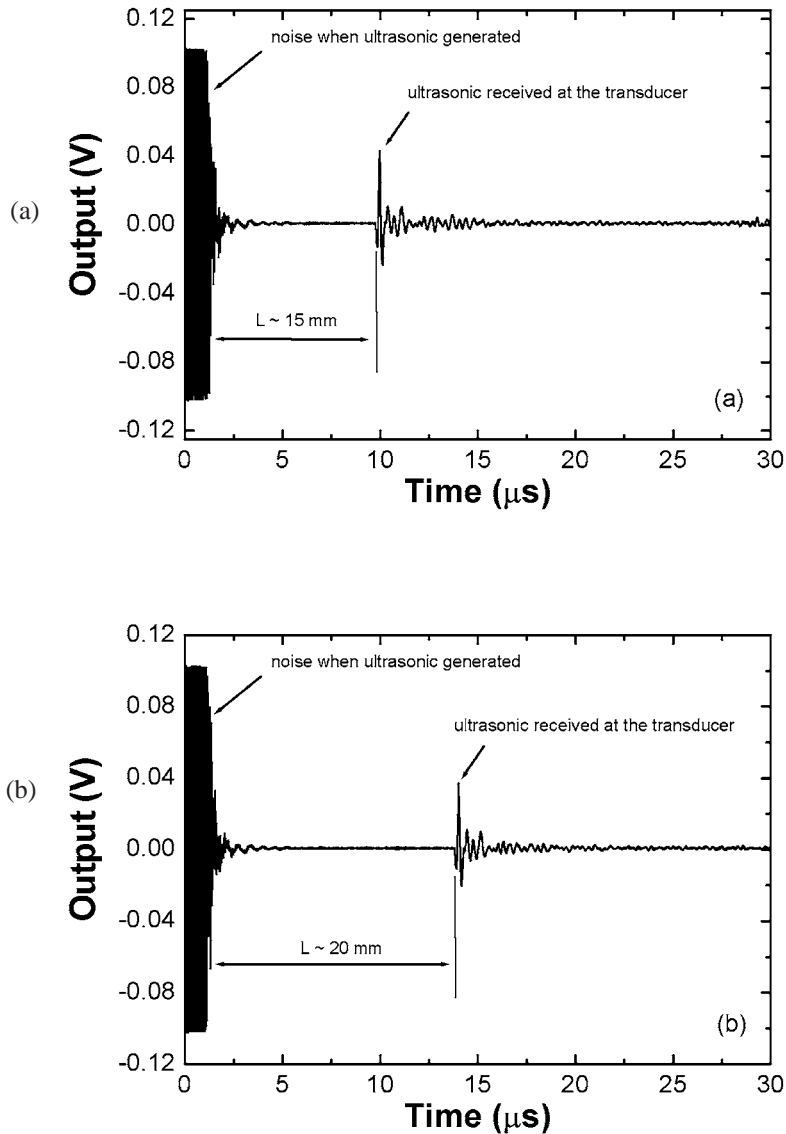 (a)
Output (V)
0.12
0.08
0.04
0.00
-0.04
-0.08
-0.12
noise when ultrasonic generated
ultrasonic received at the transducer
L ~ 15 mm
(a)
0 5 10 15 20 25 30
Time (μs)
(b)
Output (V)
0.12
0.08
0.04
0.00
-0.04
-0.08
-0.12
noise when ultrasonic generated
ultrasonic received at the transducer
L ~ 20 mm
(b)
0 5 10 15 20 25 30
Time (μs)